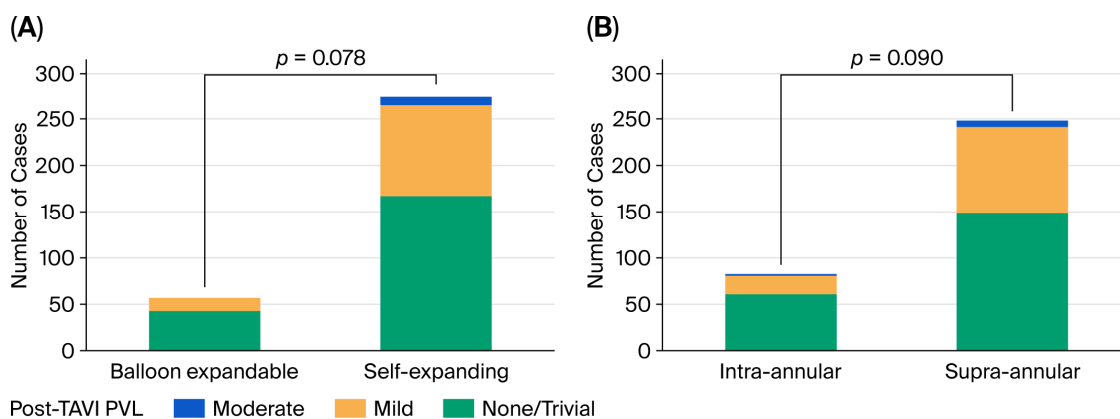 (A)
p = 0.078
Number of Cases
300
250
200
150
100
50
0
Balloon expandable Self-expanding
(B)
p = 0.090
Number of Cases
300
250
200
150
100
50
0
Intra-annular Supra-annular
Post-TAVI PVL Moderate Mild None/Trivial